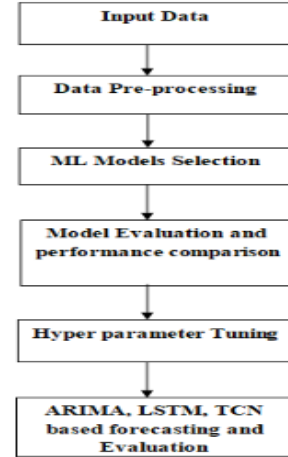 Input Data
Data Pre-processing
ML Models Selection
Model Evaluation and
performance comparison
Hyper parameter Tuning
ARIMA, LSTM, TCN
based forecasting and
Evaluation